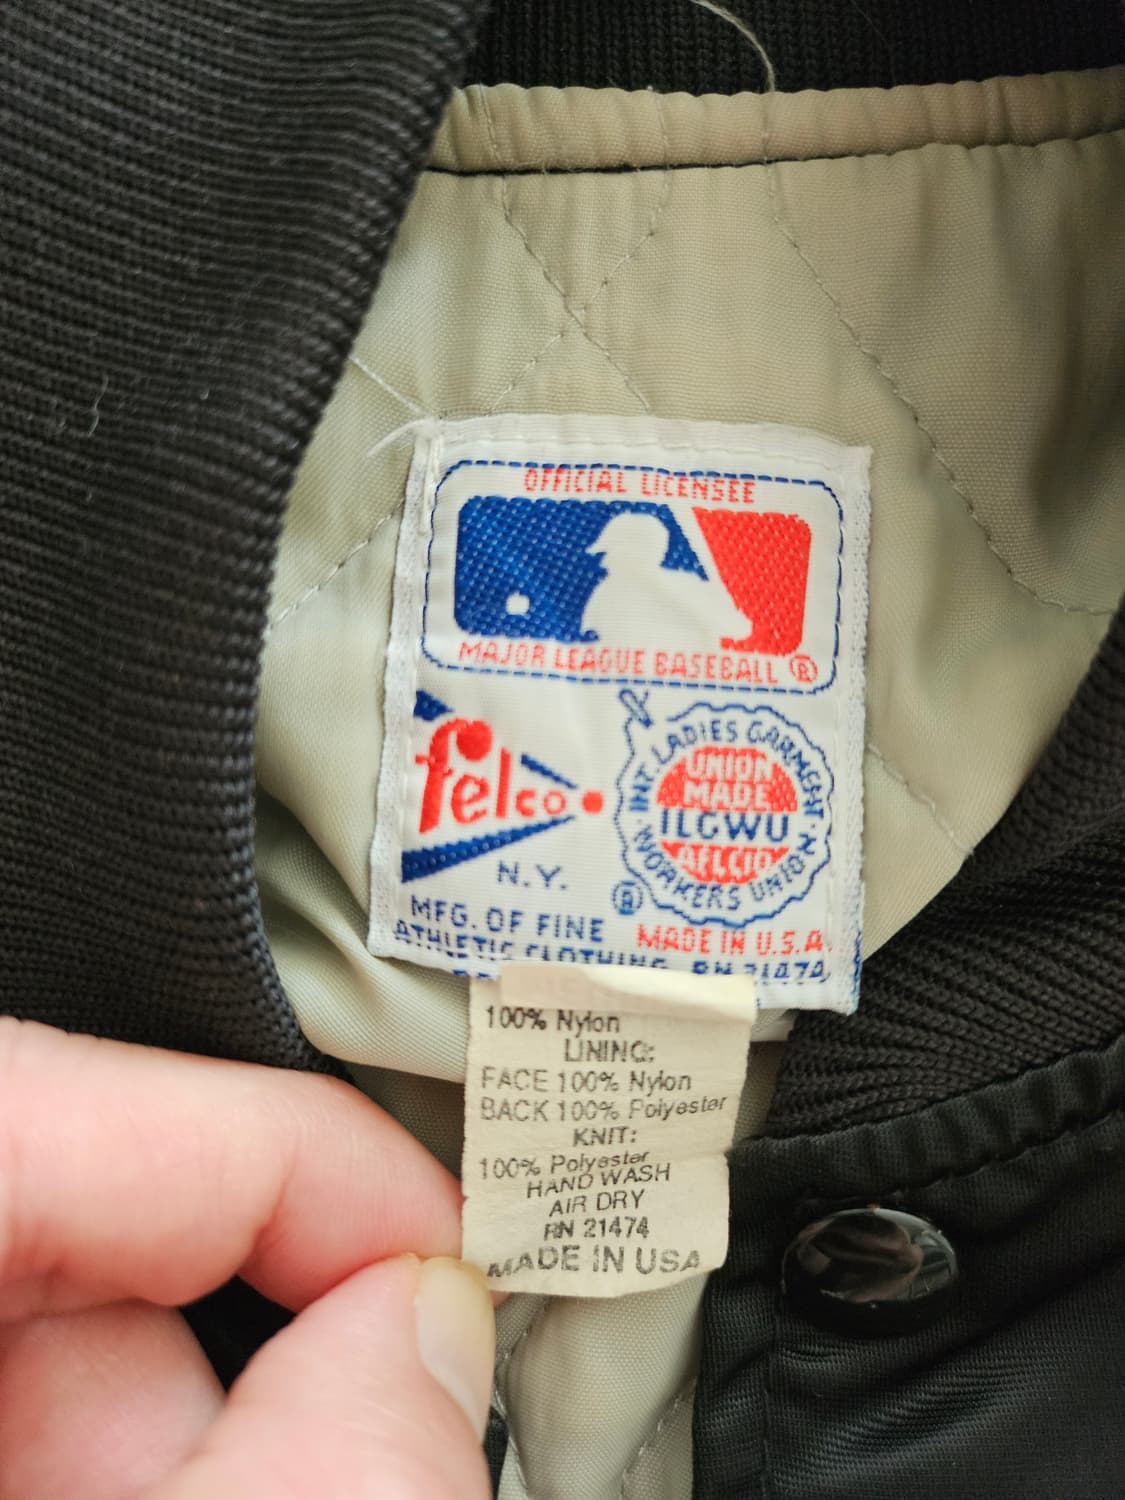 OFFICIAL LICENSEE
MAJOR LEAGUE BASEBALL ®
felco
N.Y.
INT. LADIES GARMENT WORKERS UNION
UNION
MADE
ILGWU
AFLCIO
®
MFG. OF FINE
ATHLETIC CLOTHING
MADE IN U.S.A.
RN 21474
100% Nylon
LINING:
FACE 100% Nylon
BACK 100% Polyester
KNIT:
100% Polyester
HAND WASH
AIR DRY
RN 21474
MADE IN USA